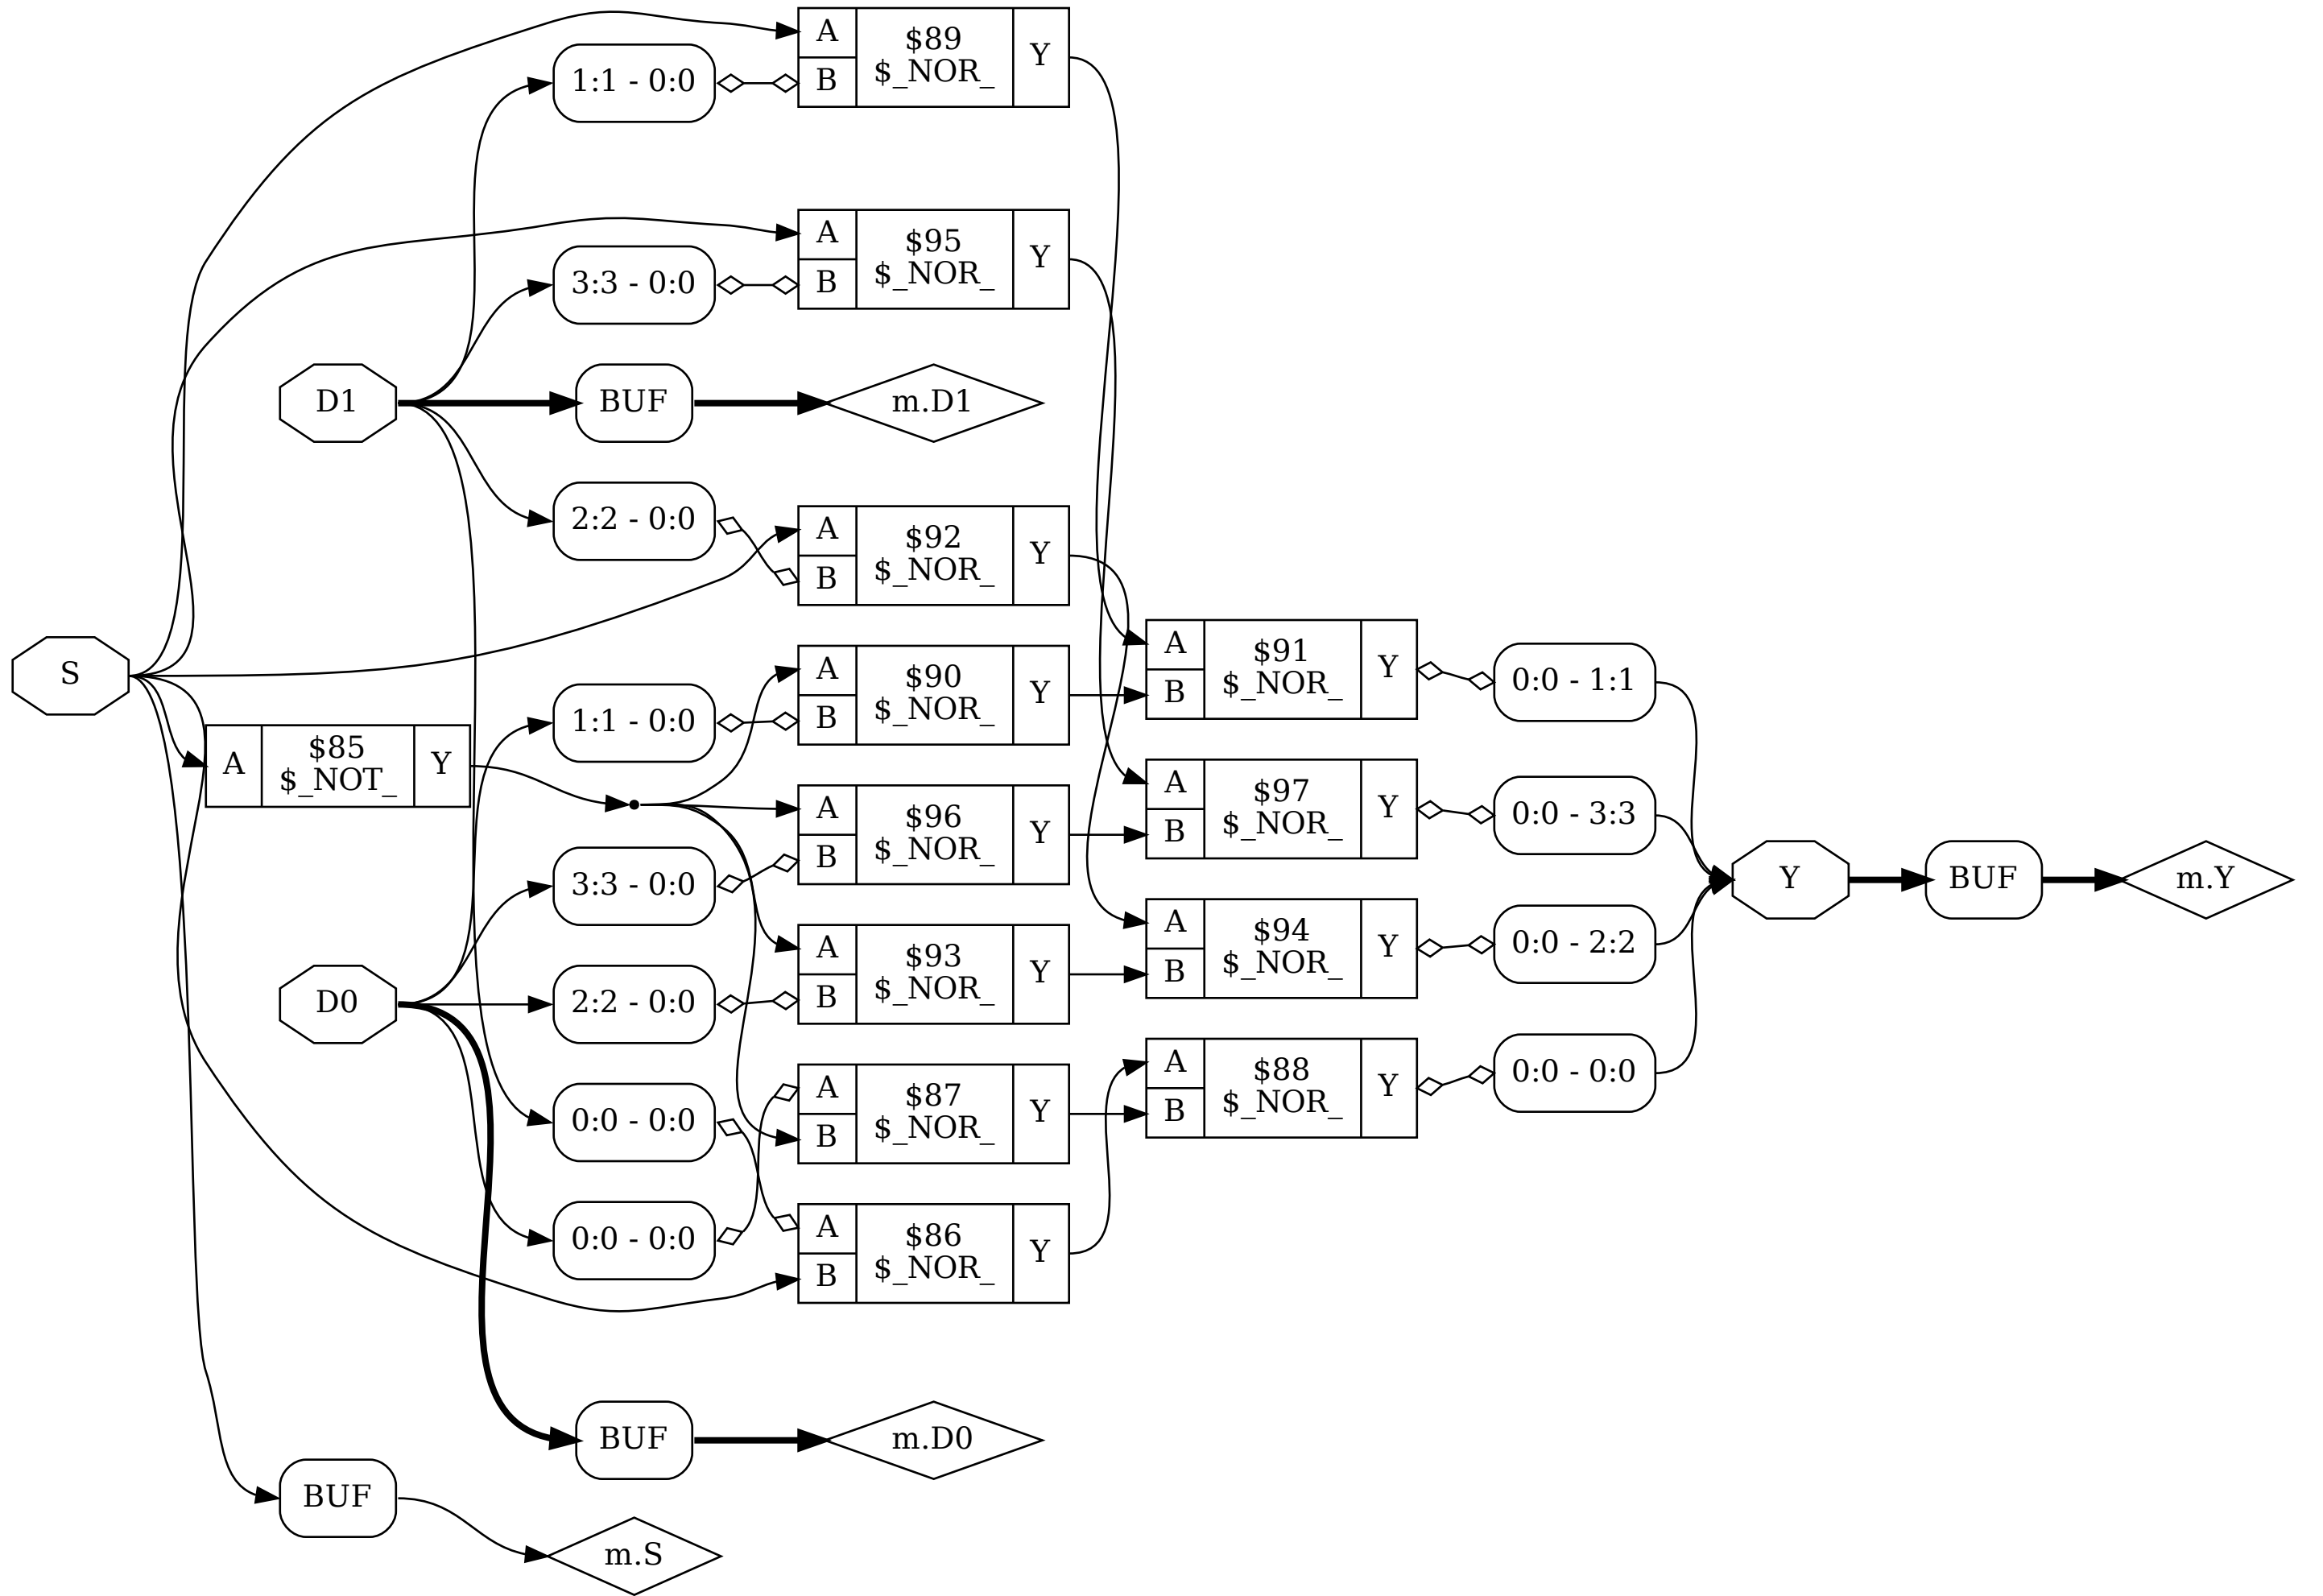 A
$89
$_NOR_
Y
B
1:1 - 0:0
A
$95
$_NOR_
Y
B
3:3 - 0:0
D1
BUF
m.D1
2:2 - 0:0
A
$92
$_NOR_
Y
B
S
A
$90
$_NOR_
Y
B
1:1 - 0:0
A
$91
$_NOR_
Y
B
0:0 - 1:1
A
$85
$_NOT_
Y
A
$96
$_NOR_
Y
B
3:3 - 0:0
A
$97
$_NOR_
Y
B
0:0 - 3:3
Y
BUF
m.Y
D0
2:2 - 0:0
A
$93
$_NOR_
Y
B
A
$94
$_NOR_
Y
B
0:0 - 2:2
0:0 - 0:0
A
$87
$_NOR_
Y
B
A
$88
$_NOR_
Y
B
0:0 - 0:0
0:0 - 0:0
A
$86
$_NOR_
Y
B
BUF
m.D0
BUF
m.S